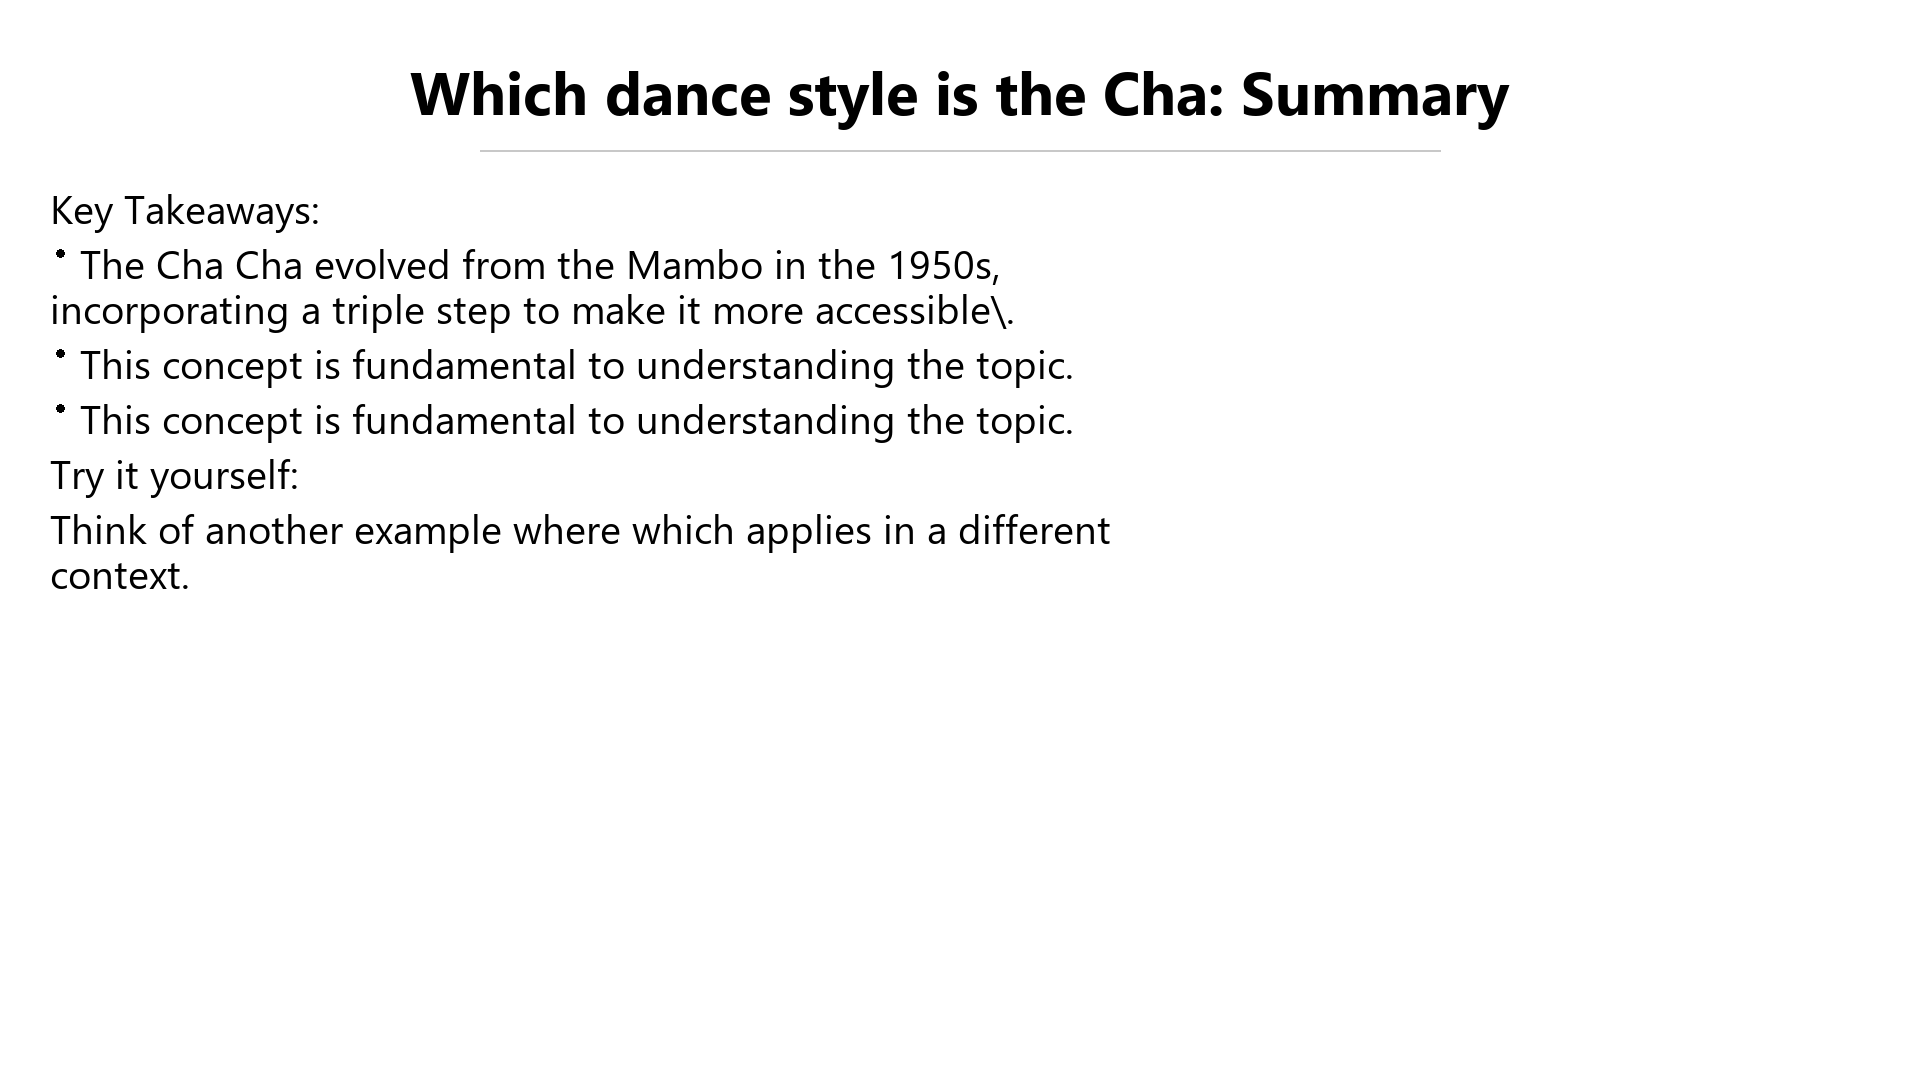 Which dance style is the Cha: Summary
Key Takeaways:
• The Cha Cha evolved from the Mambo in the 1950s,
incorporating a triple step to make it more accessible\.
• This concept is fundamental to understanding the topic.
• This concept is fundamental to understanding the topic.
Try it yourself:
Think of another example where which applies in a different
context.